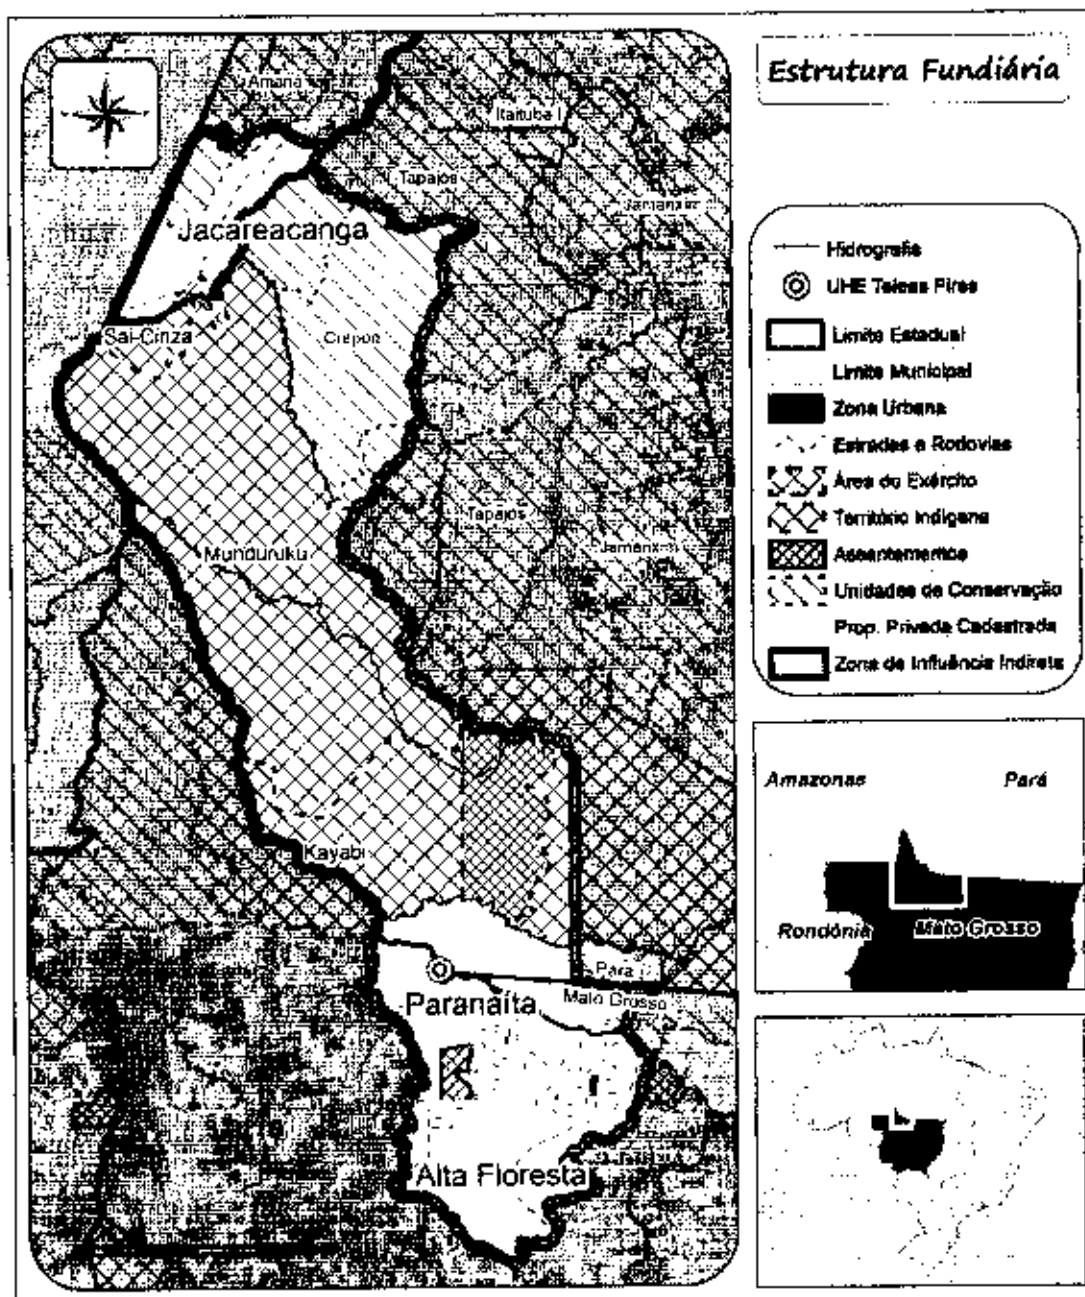 Estrutura Fundiária
Amana
Itaituba I
Tapajós
Jamanxim
Jacareacanga
Sai-Cinza
Crepori
Tapajós
Jamanxim
Munduruku
Kayabi
Pará
Mato Grosso
Paranaíta
Alta Floresta
Hidrografia
UHE Teles Pires
Limite Estadual
Limite Municipal
Zona Urbana
Estradas e Rodovias
Área do Exército
Território Indígena
Assentamentos
Unidades de Conservação
Prop. Privada Cadastrada
Zona de Influência Indireta
Amazonas
Pará
Rondônia
Mato Grosso